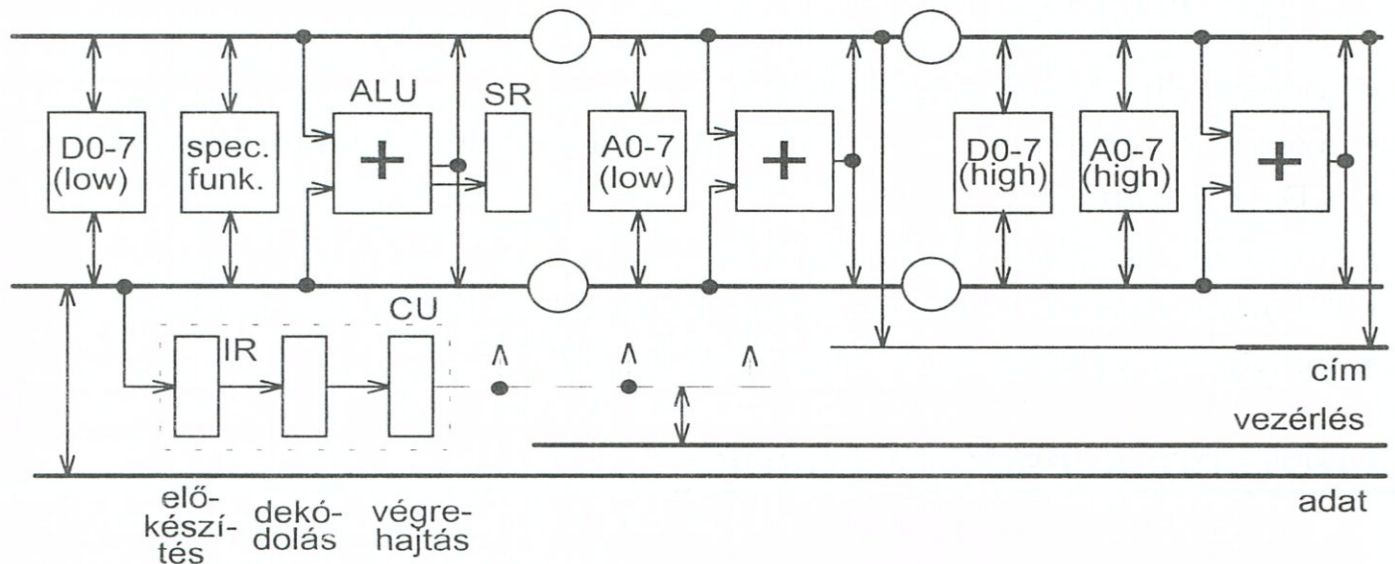 ALU
SR
D0-7
(low)
spec.
funk.
+
A0-7
(low)
+
D0-7
(high)
A0-7
(high)
+
CU
IR
cím
vezérlés
adat
elő-
készí-
tés
dekó-
dolás
végre-
hajtás